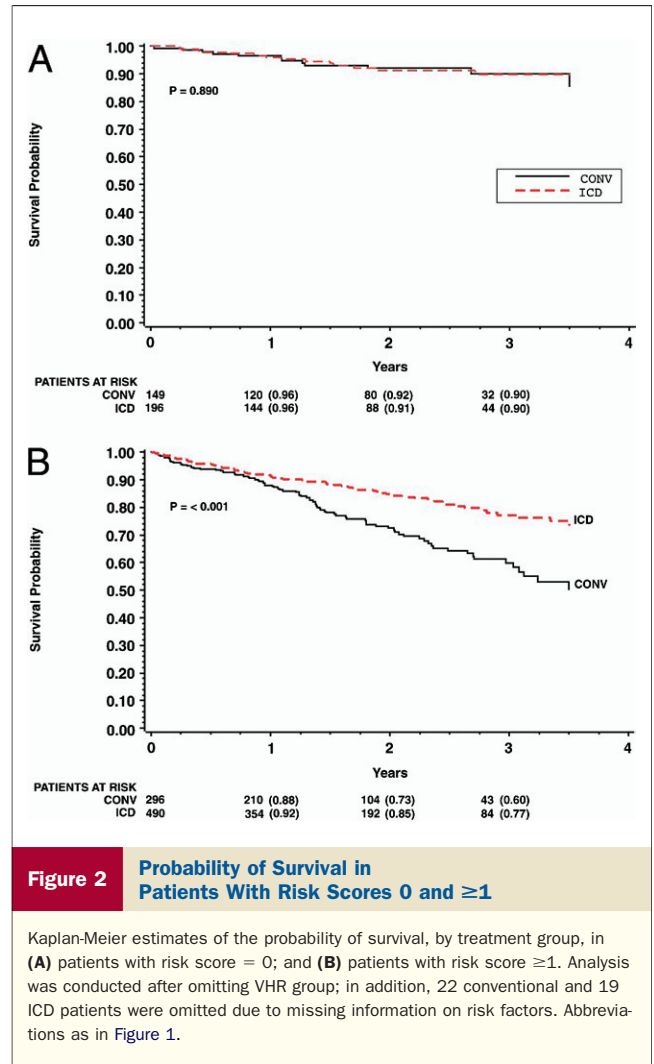 A
1.00
0.90
0.80
0.70
0.60
0.50
0.40
0.30
0.20
0.10
0.00
Survival Probability
P = 0.890
CONV
ICD
0 1 2 3 4
Years
PATIENTS AT RISK
CONV 149 120 (0.96) 80 (0.92) 32 (0.90)
ICD 196 144 (0.96) 88 (0.91) 44 (0.90)
B
1.00
0.90
0.80
0.70
0.60
0.50
0.40
0.30
0.20
0.10
0.00
Survival Probability
P = < 0.001
ICD
CONV
0 1 2 3 4
Years
PATIENTS AT RISK
CONV 296 210 (0.88) 104 (0.73) 43 (0.60)
ICD 490 354 (0.92) 192 (0.85) 84 (0.77)
Figure 2
Probability of Survival in
Patients With Risk Scores 0 and ≥1
Kaplan-Meier estimates of the probability of survival, by treatment group, in
(A) patients with risk score = 0; and (B) patients with risk score ≥1. Analysis
was conducted after omitting VHR group; in addition, 22 conventional and 19
ICD patients were omitted due to missing information on risk factors. Abbrevia-
tions as in Figure 1.